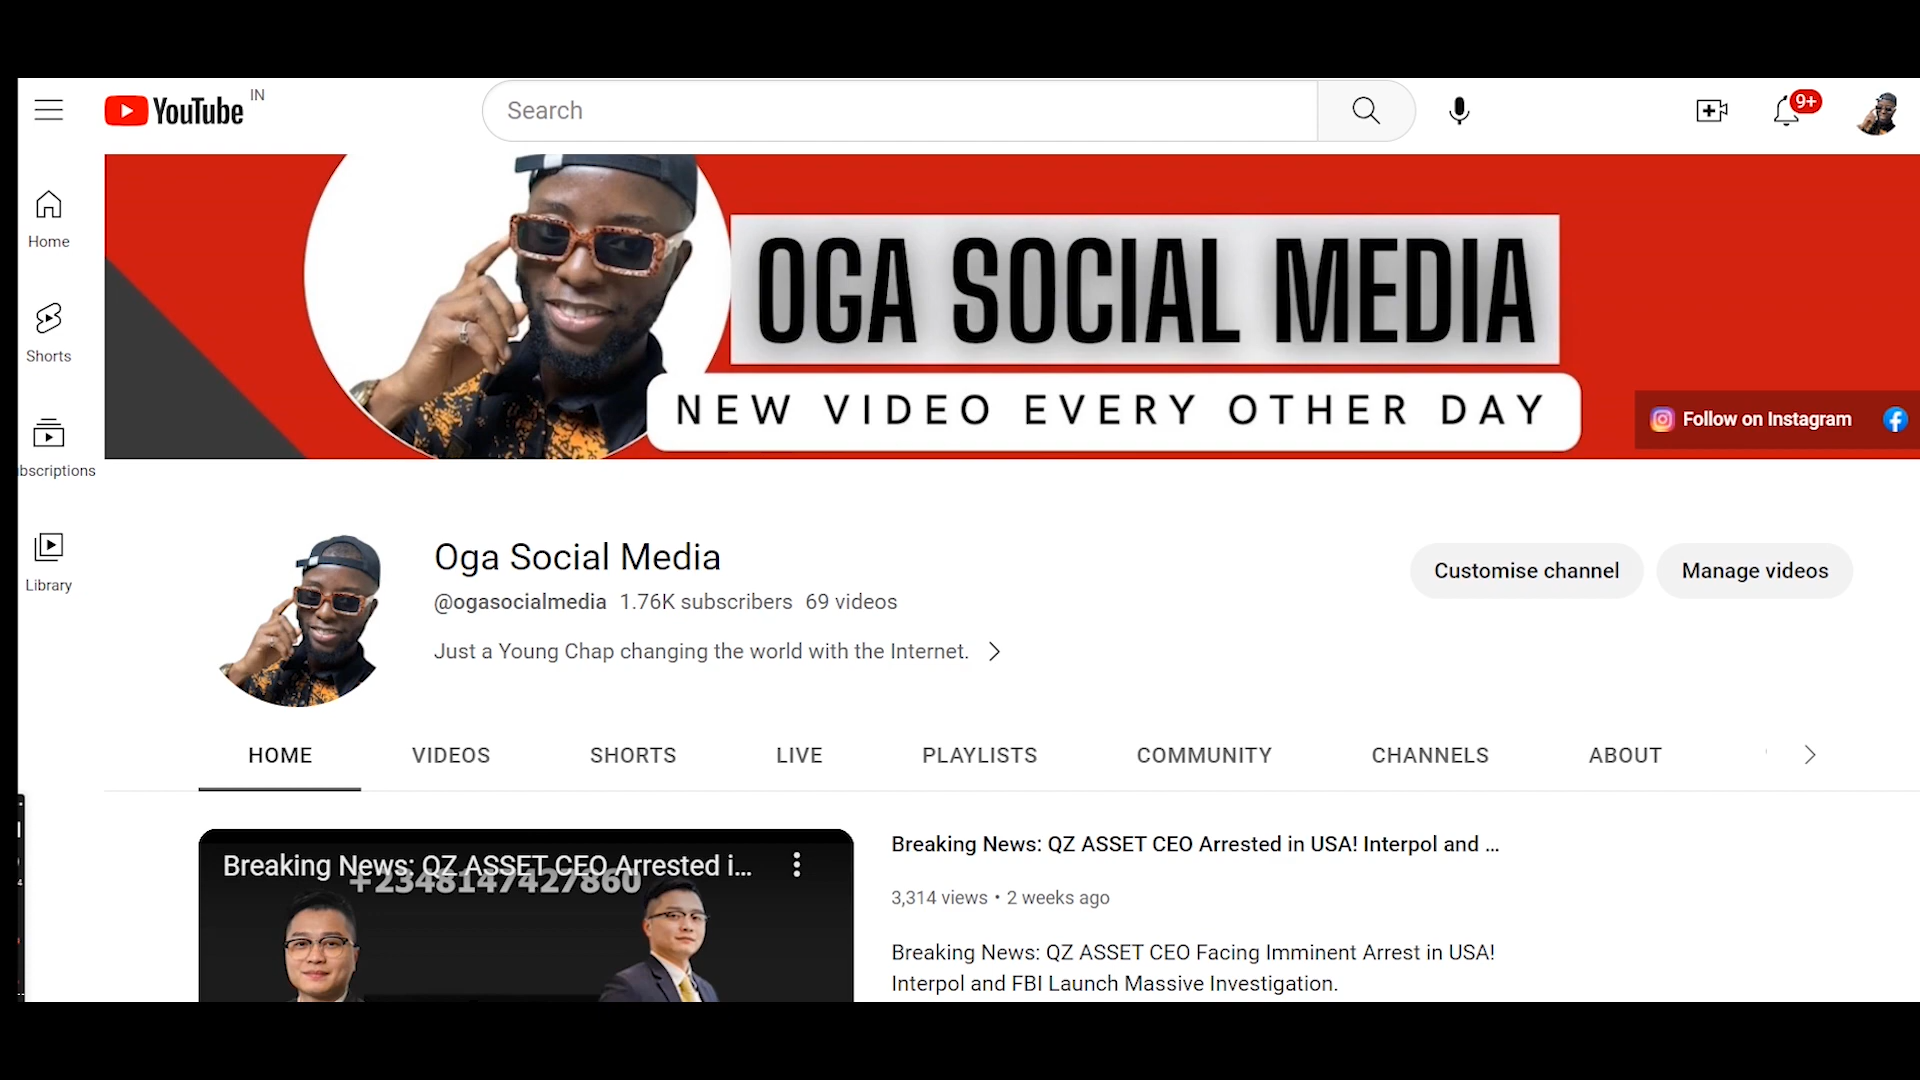 YouTube IN
Search
9+
Home
Shorts
bscriptions
Library
OGA SOCIAL MEDIA
NEW VIDEO EVERY OTHER DAY
Follow on Instagram
Oga Social Media
@ogasocialmedia 1.76K subscribers 69 videos
Just a Young Chap changing the world with the Internet.
Customise channel
Manage videos
HOME VIDEOS SHORTS LIVE PLAYLISTS COMMUNITY CHANNELS ABOUT
Breaking News: QZ ASSET CEO Arrested i...
+2348147427860
Breaking News: QZ ASSET CEO Arrested in USA! Interpol and ...
3,314 views • 2 weeks ago
Breaking News: QZ ASSET CEO Facing Imminent Arrest in USA!
Interpol and FBI Launch Massive Investigation.